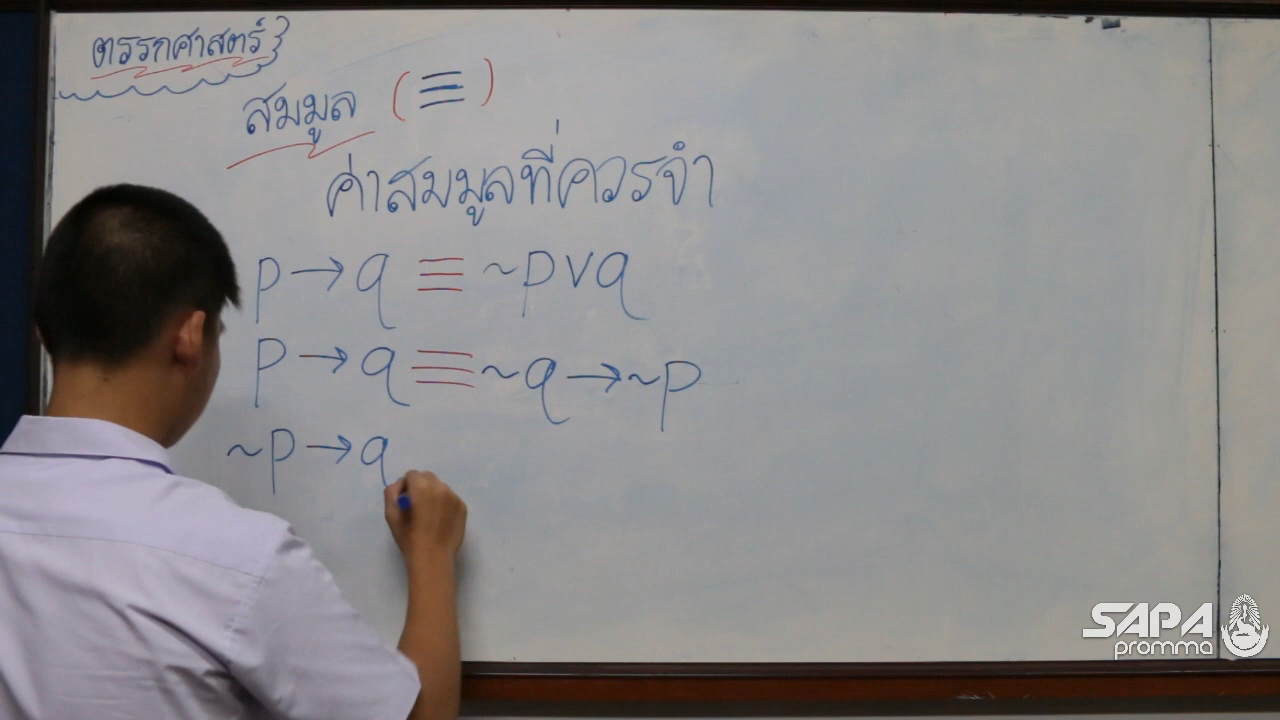 ตรรกศาสตร์
สมมูล (≡)
ค่าสมมูลที่ควรจำ
p → q ≡ ~p ∨ q
p → q ≡ ~q → ~p
~p → q
SAPA
promma